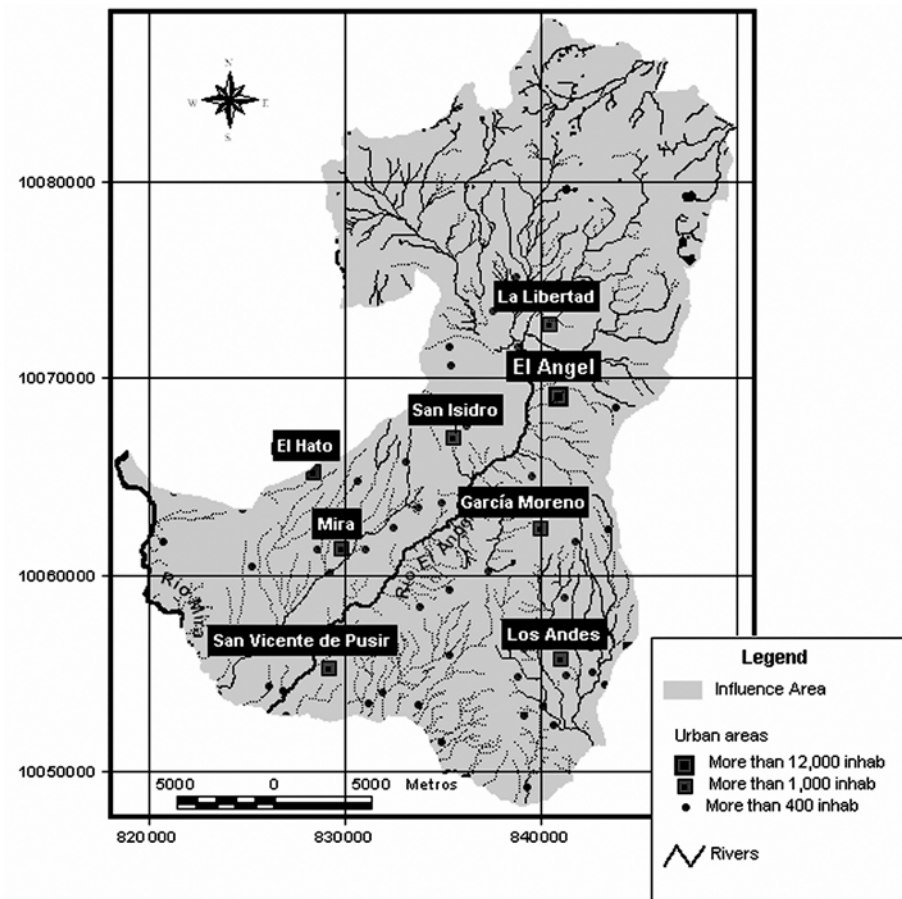 N
W E
S
10080000
La Libertad
El Angel
10070000
San Isidro
El Hato
García Moreno
Mira
Río El Angel
10060000
Río Mira
San Vicente de Pusir
Los Andes
Legend
Influence Area
Urban areas
More than 12,000 inhab
More than 1,000 inhab
More than 400 inhab
Rivers
10050000
5000 0 5000 Metros
820000 830000 840000